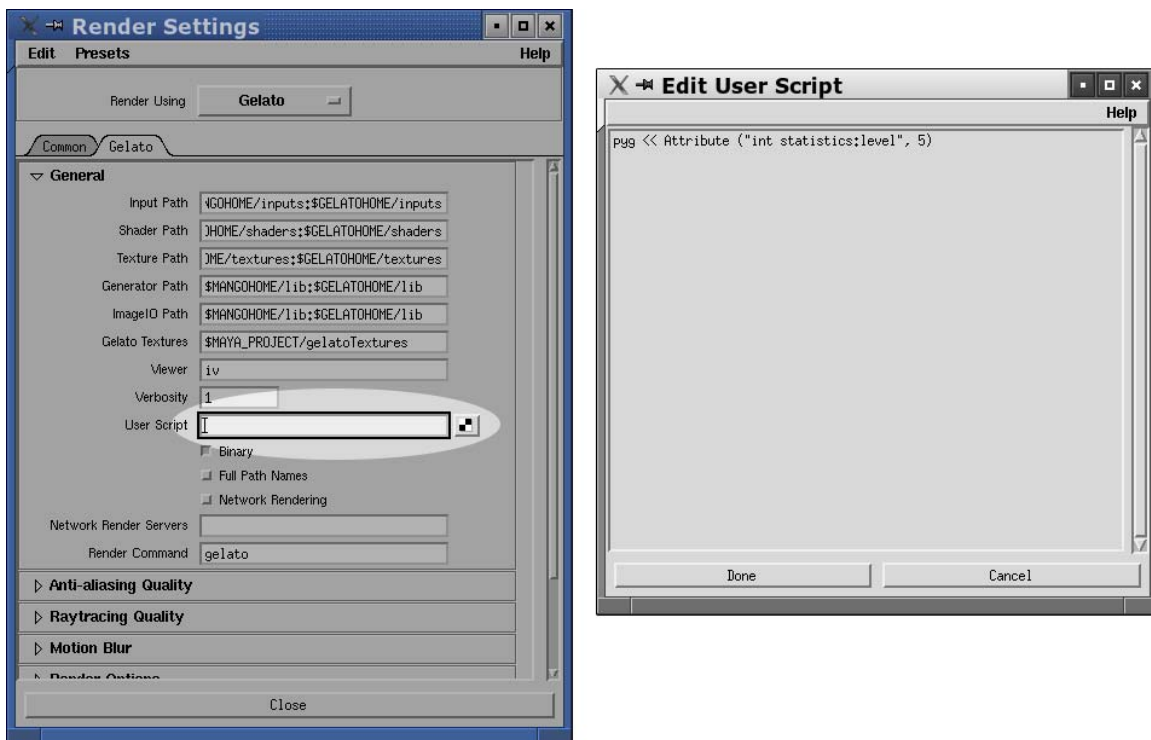 Render Settings
Edit Presets Help
Render Using Gelato
Common Gelato
General
Input Path NGOHOME/inputs:$GELATOHOME/inputs
Shader Path OHOME/shaders:$GELATOHOME/shaders
Texture Path OME/textures:$GELATOHOME/textures
Generator Path $MANGOHOME/lib:$GELATOHOME/lib
ImageIO Path $MANGOHOME/lib:$GELATOHOME/lib
Gelato Textures $MAYA_PROJECT/gelatoTextures
Viewer iv
Verbosity 1
User Script
Binary
Full Path Names
Network Rendering
Network Render Servers
Render Command gelato
Anti-aliasing Quality
Raytracing Quality
Motion Blur
Render Options
Close
Edit User Script
Help
pyg << Attribute ("int statistics:level", 5)
Done Cancel